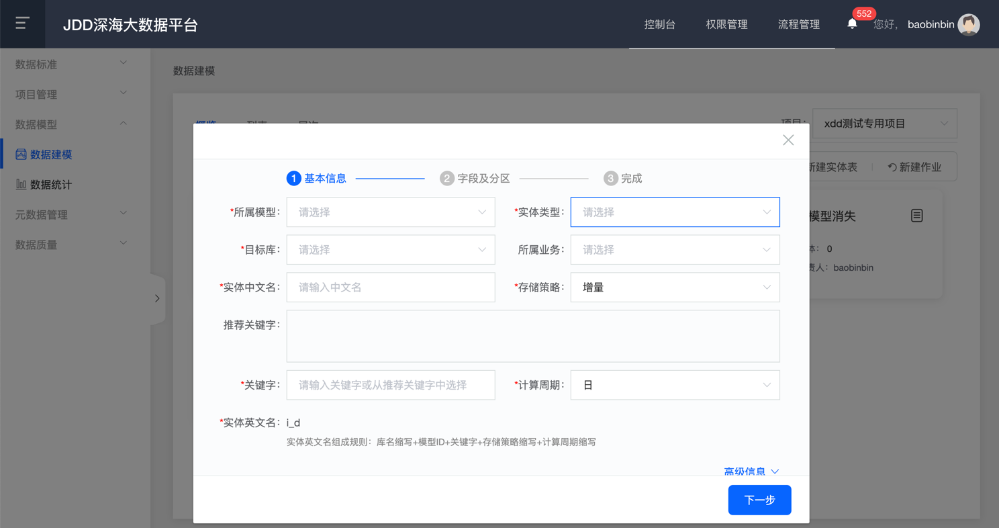 JDD深海大数据平台
控制台
权限管理
流程管理
552
您好，
baobinbin
数据标准
项目管理
数据模型
数据建模
数据统计
元数据管理
数据质量
数据建模
概览
列表
项目：
xdd测试专用项目
新建实体表
新建作业
模型消失
体： 0
责人：baobinbin
1 基本信息
2 字段及分区
3 完成
*所属模型：
请选择
*实体类型：
请选择
*目标库：
请选择
所属业务：
请选择
*实体中文名：
请输入中文名
*存储策略：
增量
推荐关键字：
*关键字：
请输入关键字或从推荐关键字中选择
*计算周期：
日
*实体英文名：
i_d
实体英文名组成规则：库名缩写+模型ID+关键字+存储策略缩写+计算周期缩写
高级信息
下一步